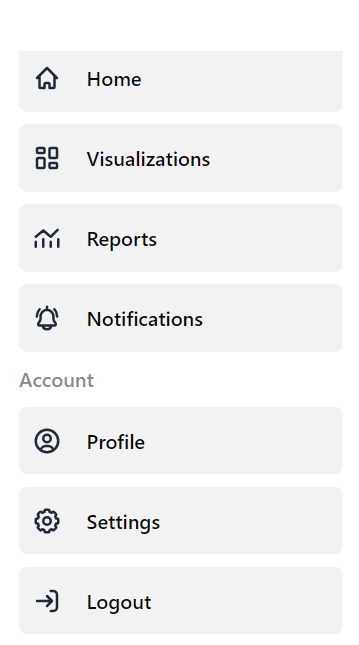 Home
Visualizations
Reports
Notifications
Account
Profile
Settings
Logout